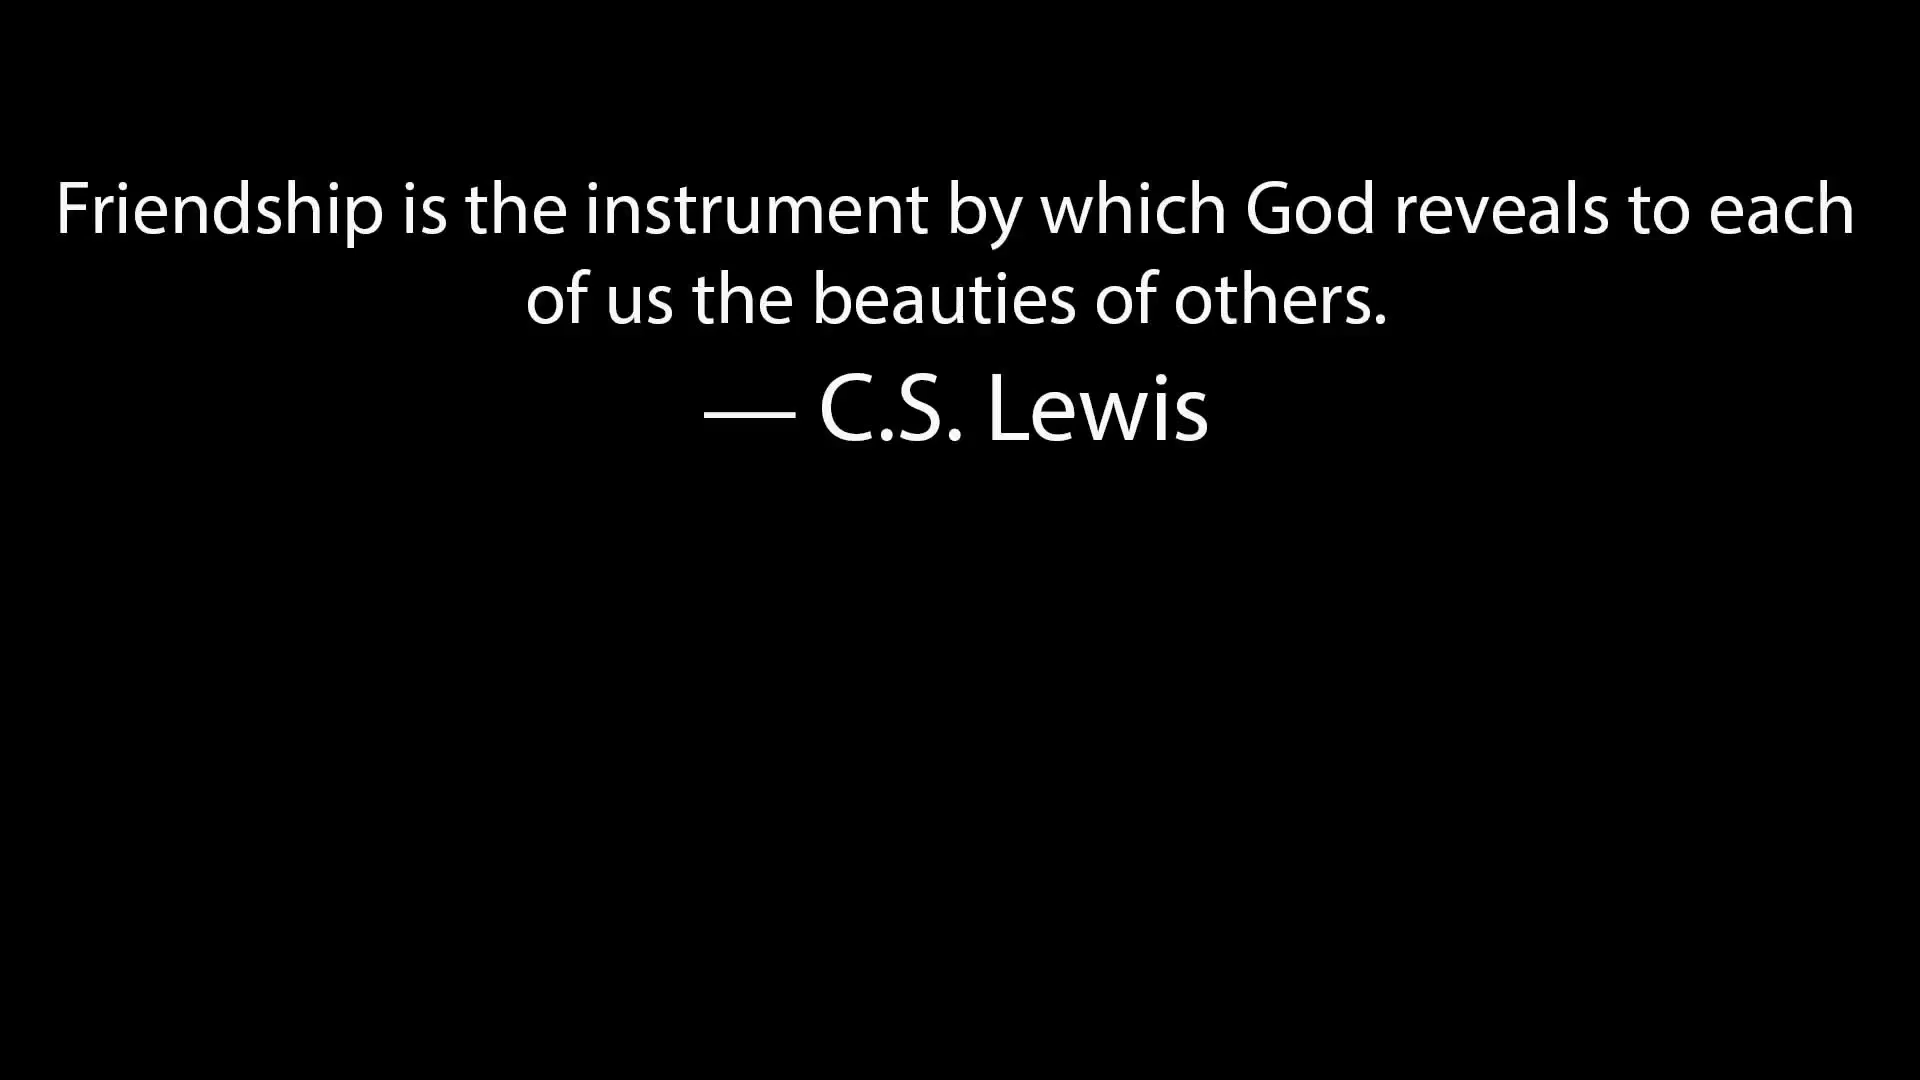 Friendship is the instrument by which God reveals to each
of us the beauties of others.
— C.S. Lewis